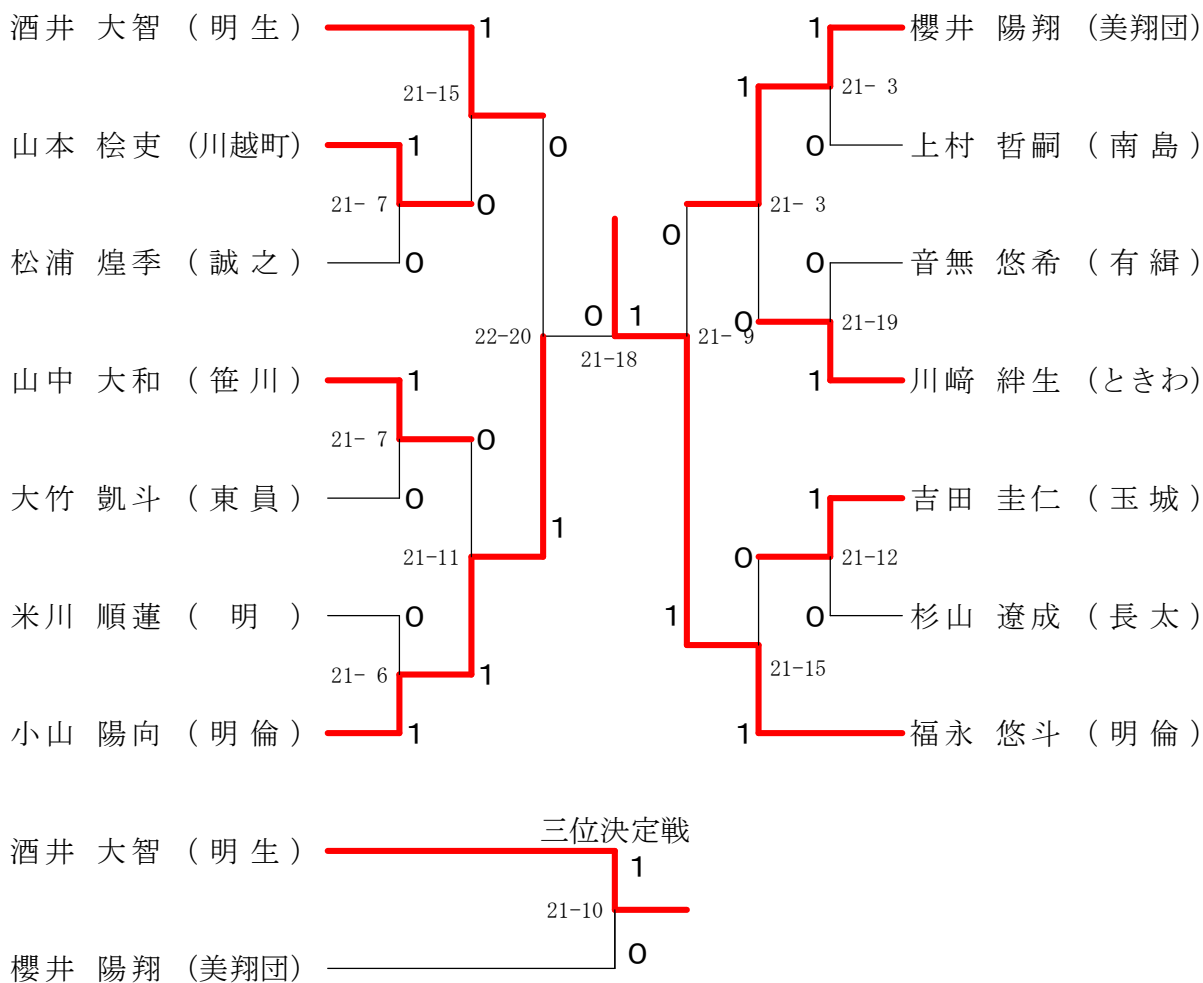 酒井 大智 （ 明 生 ） 1 1 櫻井 陽翔 (美翔団)
21-15 1 21- 3
山本 桧吏 (川越町) 1 0 0 上村 哲嗣 （ 南 島 ）
21- 7 0 21- 3
0
松浦 煌季 （ 誠 之 ） 0 0 音無 悠希 （ 有 緝 ）
0 1 0 21-19
22-20 21-18 21- 9
山中 大和 （ 笹 川 ） 1 1 川﨑 絆生 (ときわ)
21- 7 0
大竹 凱斗 （ 東 員 ） 0 1 吉田 圭仁 （ 玉 城 ）
1
21-11 0 21-12
米川 順蓮 （ 明 ） 0 1 0 杉山 遼成 （ 長 太 ）
21- 6 1 21-15
小山 陽向 （ 明 倫 ） 1 1 福永 悠斗 （ 明 倫 ）
三位決定戦
酒井 大智 （ 明 生 ） 1
21-10
0
櫻井 陽翔 (美翔団)